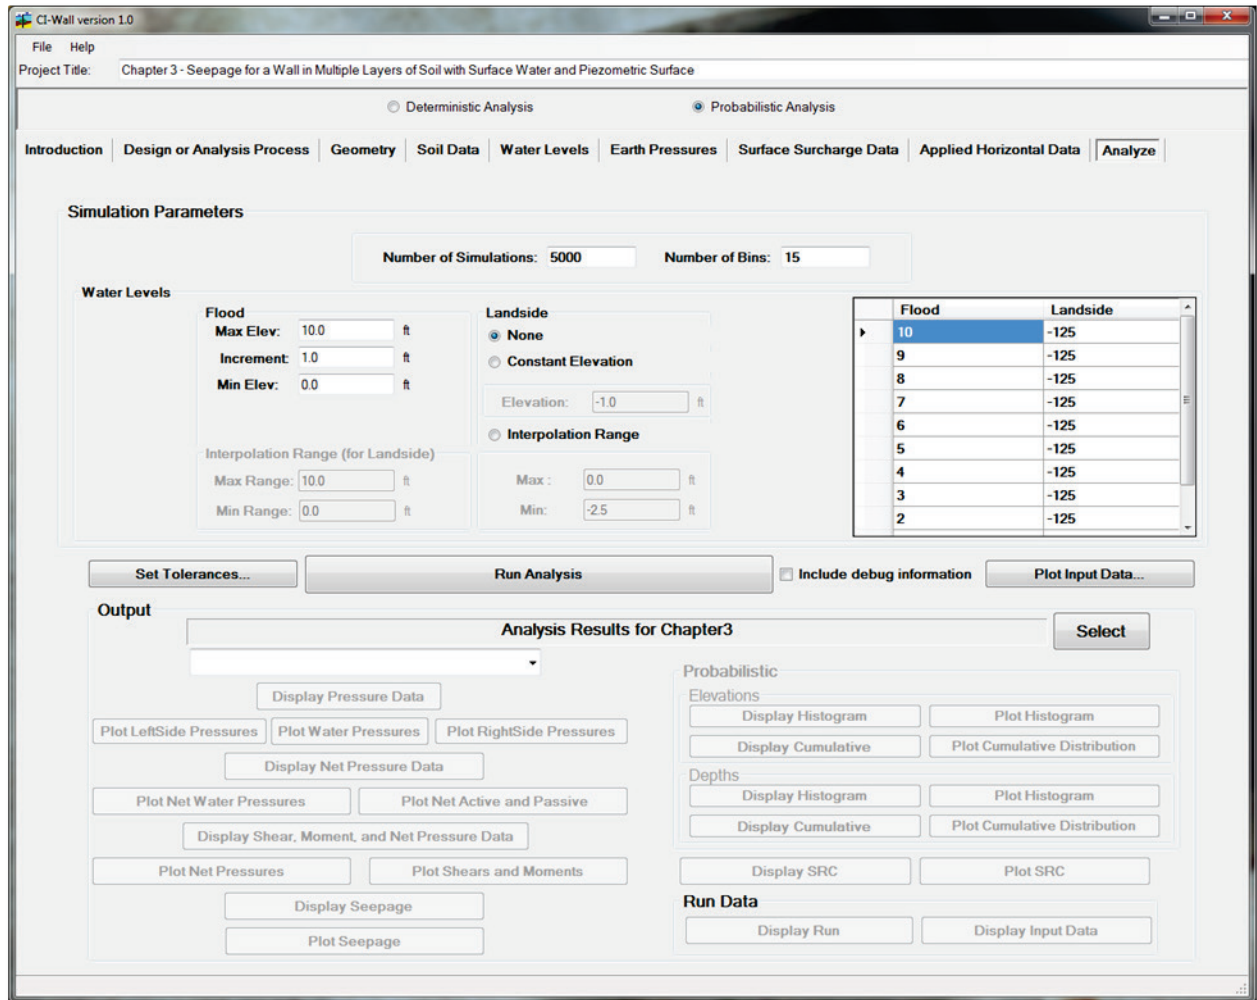 CI-Wall version 1.0
File Help
Project Title: Chapter 3 - Seepage for a Wall in Multiple Layers of Soil with Surface Water and Piezometric Surface
Deterministic Analysis Probabilistic Analysis
Introduction Design or Analysis Process Geometry Soil Data Water Levels Earth Pressures Surface Surcharge Data Applied Horizontal Data Analyze
Simulation Parameters
Number of Simulations: 5000 Number of Bins: 15
Water Levels
Flood
Max Elev: 10.0 ft
Increment: 1.0 ft
Min Elev: 0.0 ft
Interpolation Range (for Landside)
Max Range: 10.0 ft
Min Range: 0.0 ft
Landside
None
Constant Elevation
Elevation: -1.0 ft
Interpolation Range
Max : 0.0 ft
Min: -2.5 ft
Flood Landside
10 -125
9 -125
8 -125
7 -125
6 -125
5 -125
4 -125
3 -125
2 -125
Set Tolerances... Run Analysis Include debug information Plot Input Data...
Output
Analysis Results for Chapter3 Select
Display Pressure Data
Plot LeftSide Pressures Plot Water Pressures Plot RightSide Pressures
Display Net Pressure Data
Plot Net Water Pressures Plot Net Active and Passive
Display Shear, Moment, and Net Pressure Data
Plot Net Pressures Plot Shears and Moments
Display Seepage
Plot Seepage
Probabilistic
Elevations
Display Histogram Plot Histogram
Display Cumulative Plot Cumulative Distribution
Depths
Display Histogram Plot Histogram
Display Cumulative Plot Cumulative Distribution
Display SRC Plot SRC
Run Data
Display Run Display Input Data